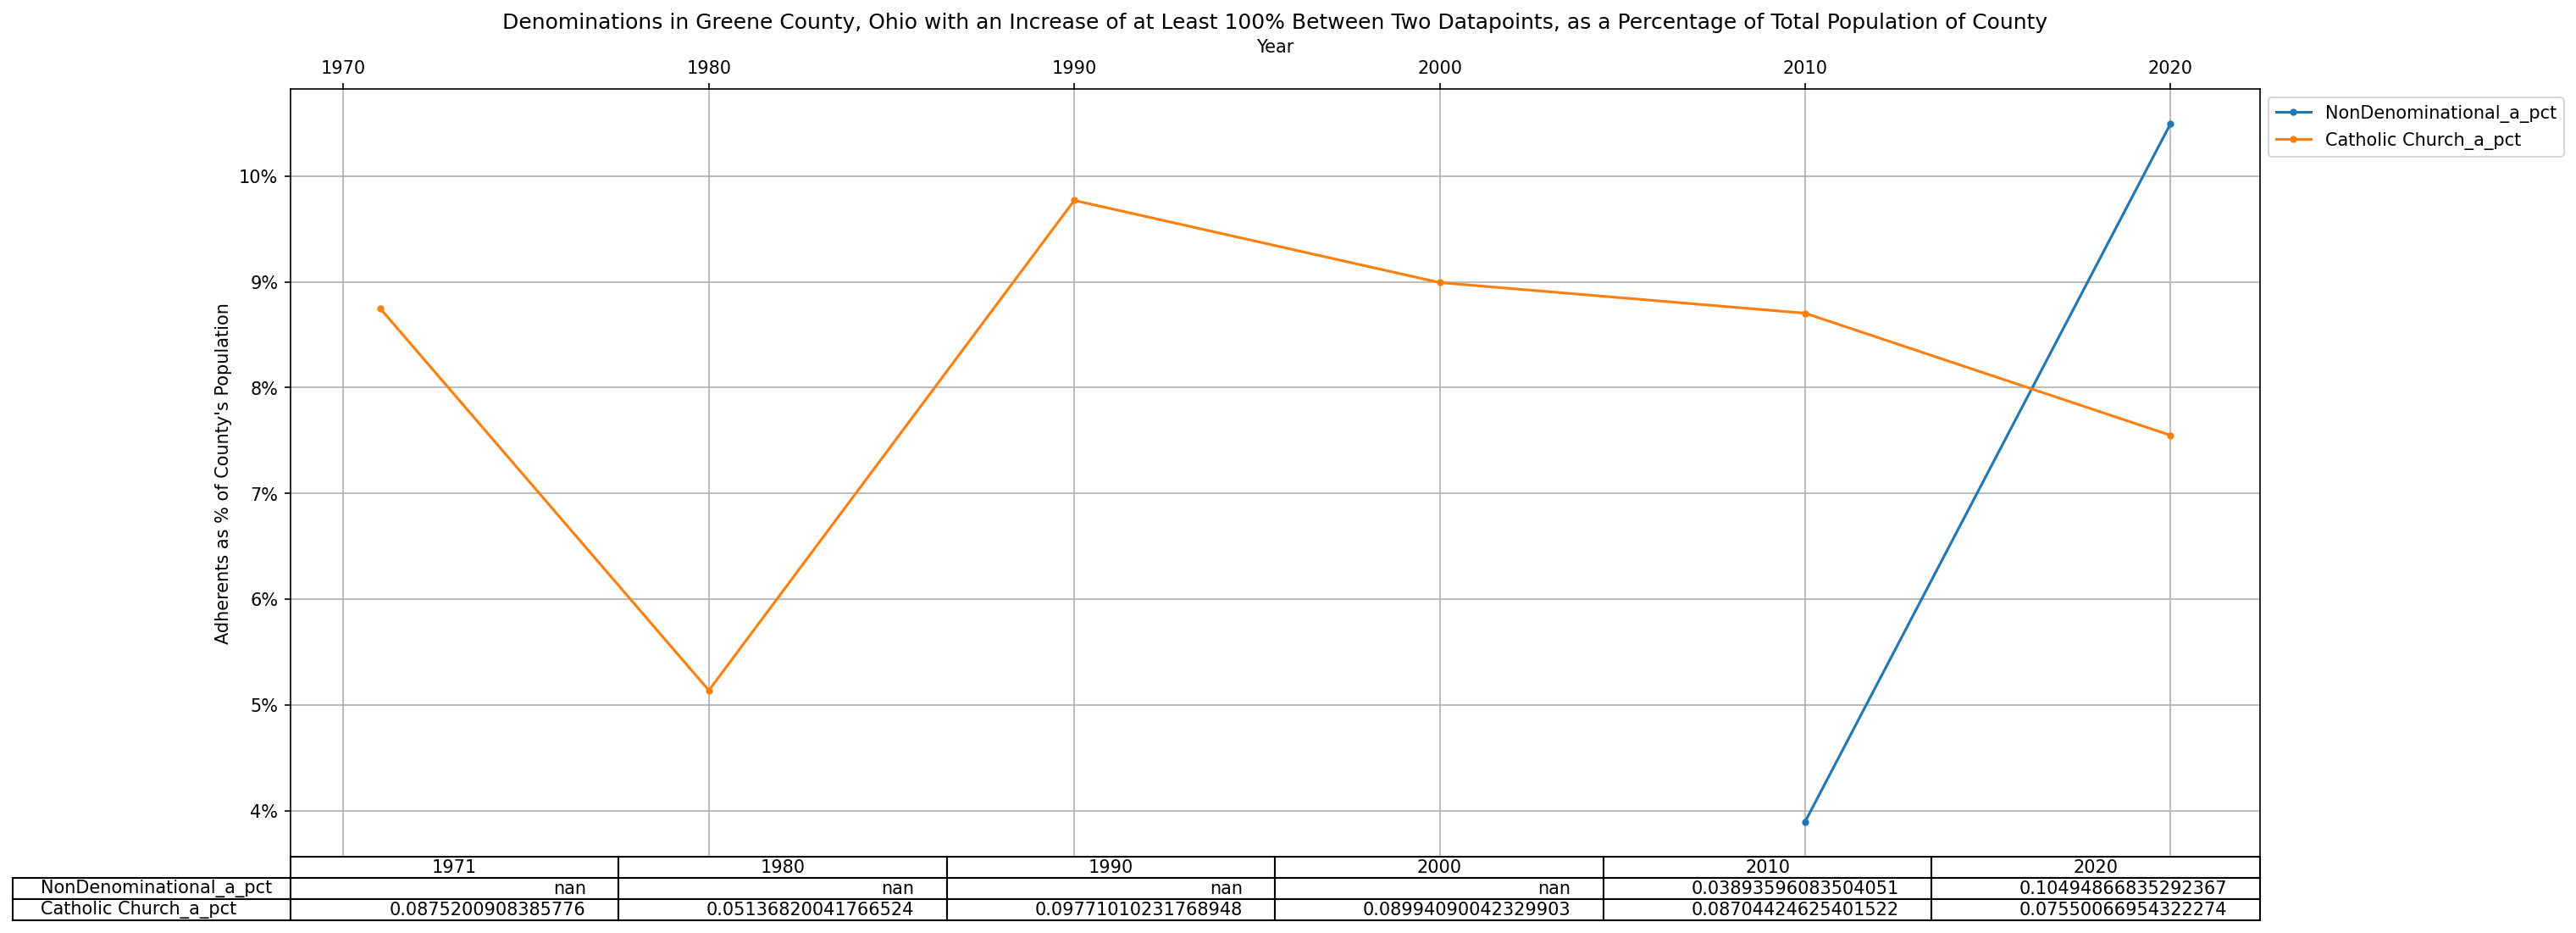 Denominations in Greene County, Ohio with an Increase of at Least 100% Between Two Datapoints, as a Percentage of Total Population of County
Year
1970 1980 1990 2000 2010 2020
NonDenominational_a_pct
Catholic Church_a_pct
Adherents as % of County's Population
10%
9%
8%
7%
6%
5%
4%
1971 1980 1990 2000 2010 2020
NonDenominational_a_pct nan nan nan nan 0.03893596083504051 0.10494866835292367
Catholic Church_a_pct 0.0875200908385776 0.05136820041766524 0.09771010231768948 0.08994090042329903 0.08704424625401522 0.07550066954322274